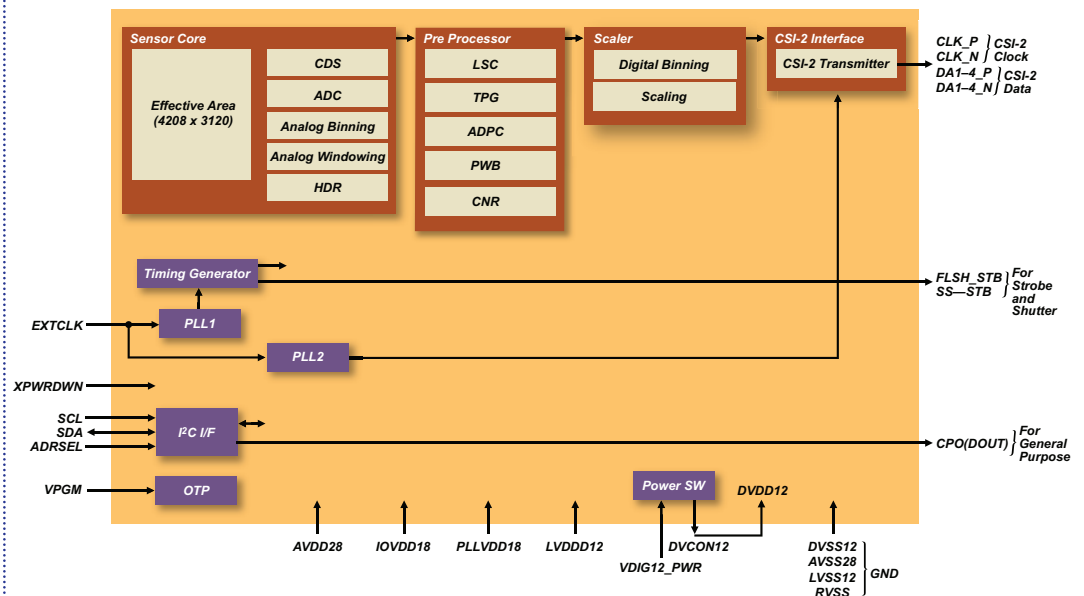 Sensor Core
Effective Area
(4208 x 3120)
CDS
ADC
Analog Binning
Analog Windowing
HDR
Pre Processor
LSC
TPG
ADPC
PWB
CNR
Scaler
Digital Binning
Scaling
CSI-2 Interface
CSI-2 Transmitter
CLK_P
CLK_N
CSI-2
Clock
DA1–4_P
DA1–4_N
CSI-2
Data
Timing Generator
FLSH_STB
SS—STB
For
Strobe
and
Shutter
EXTCLK
PLL1
PLL2
XPWRDWN
SCL
SDA
ADRSEL
I²C I/F
CPO(DOUT)
For
General
Purpose
VPGM
OTP
Power SW
DVDD12
AVDD28
IOVDD18
PLLVDD18
LVDDD12
DVCON12
VDIG12_PWR
DVSS12
AVSS28
LVSS12
RVSS
GND